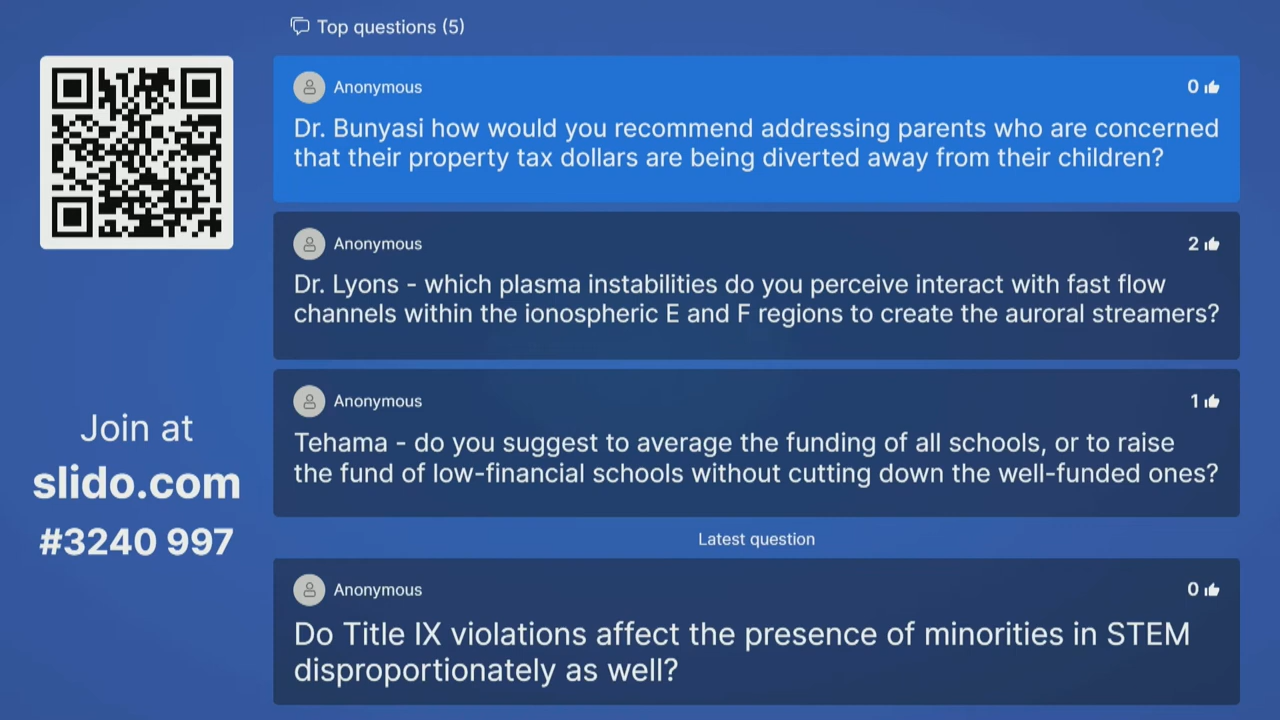 Top questions (5)
Anonymous
0
Dr. Bunyasi how would you recommend addressing parents who are concerned
that their property tax dollars are being diverted away from their children?
Anonymous
2
Dr. Lyons - which plasma instabilities do you perceive interact with fast flow
channels within the ionospheric E and F regions to create the auroral streamers?
Anonymous
1
Tehama - do you suggest to average the funding of all schools, or to raise
the fund of low-financial schools without cutting down the well-funded ones?
Latest question
Anonymous
0
Do Title IX violations affect the presence of minorities in STEM
disproportionately as well?
Join at
slido.com
#3240 997